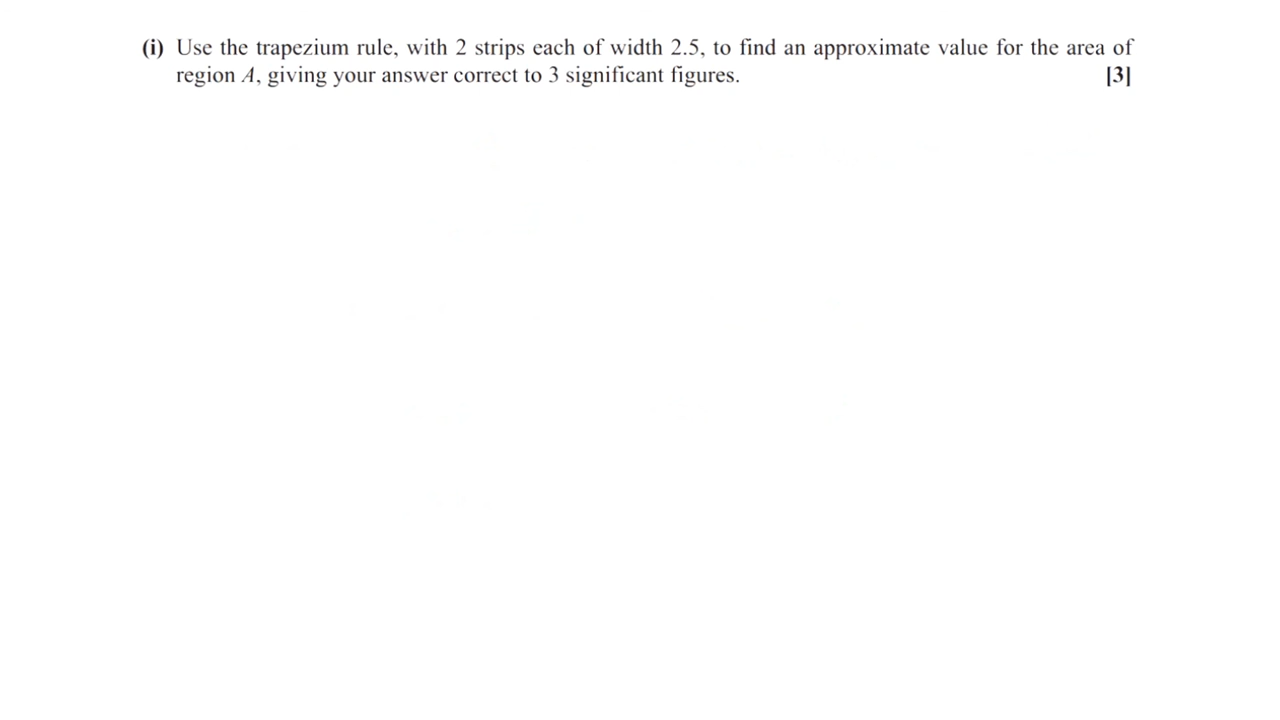 (i) Use the trapezium rule, with 2 strips each of width 2.5, to find an approximate value for the area of
region A, giving your answer correct to 3 significant figures. [3]